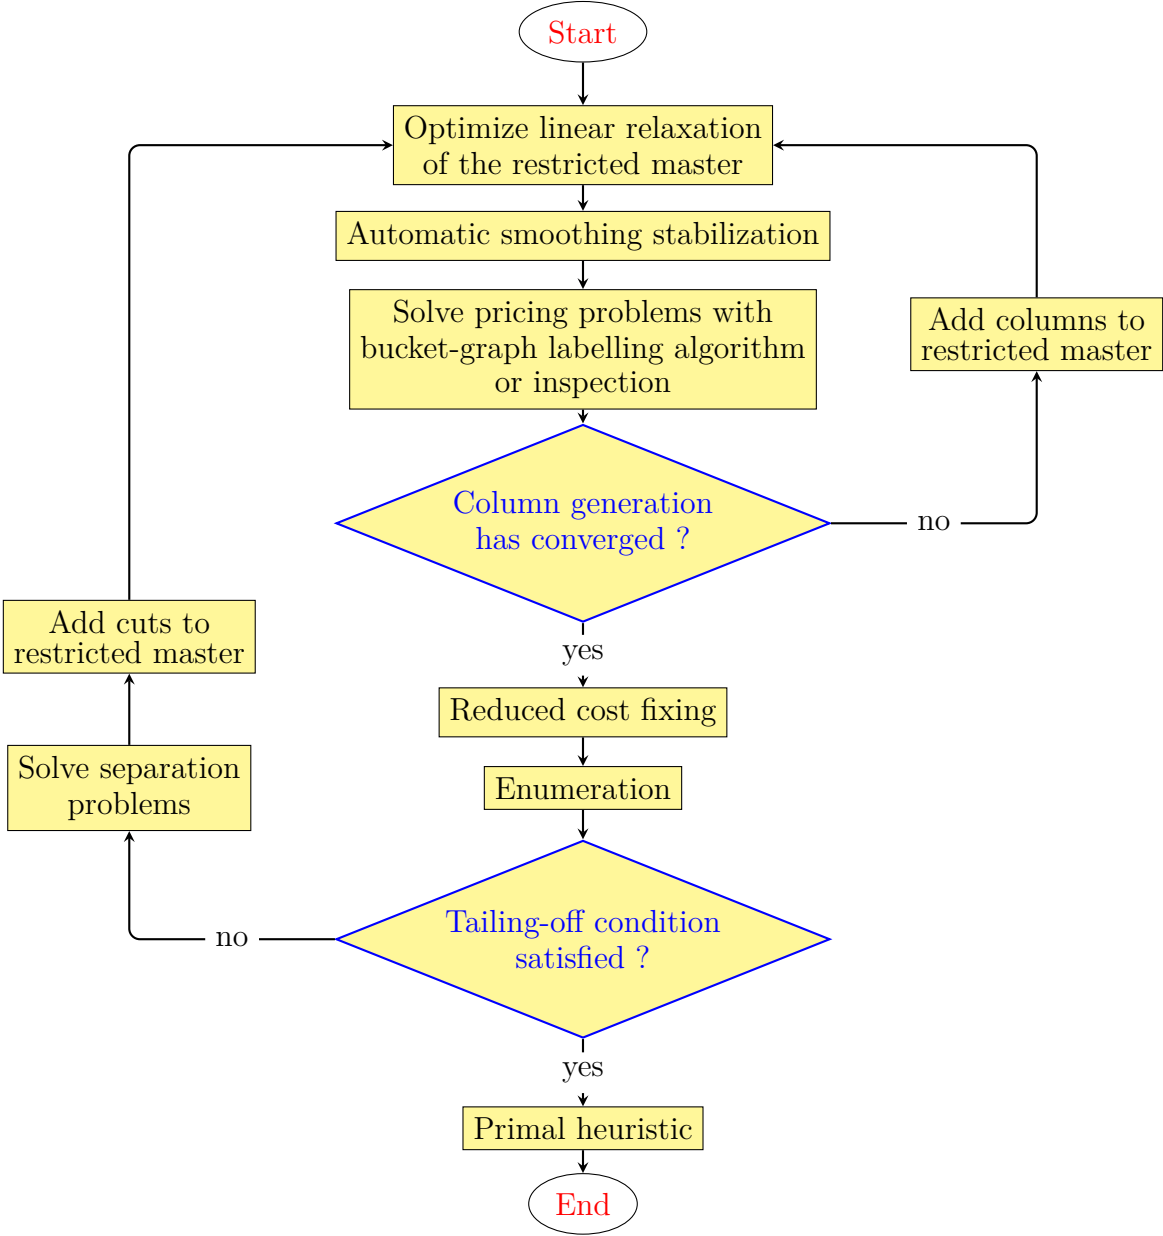 Start
Optimize linear relaxation
of the restricted master
Automatic smoothing stabilization
Solve pricing problems with
bucket-graph labelling algorithm
or inspection
Add columns to
restricted master
Column generation
has converged ?
no
yes
Add cuts to
restricted master
Reduced cost fixing
Solve separation
problems
Enumeration
Tailing-off condition
satisfied ?
no
yes
Primal heuristic
End